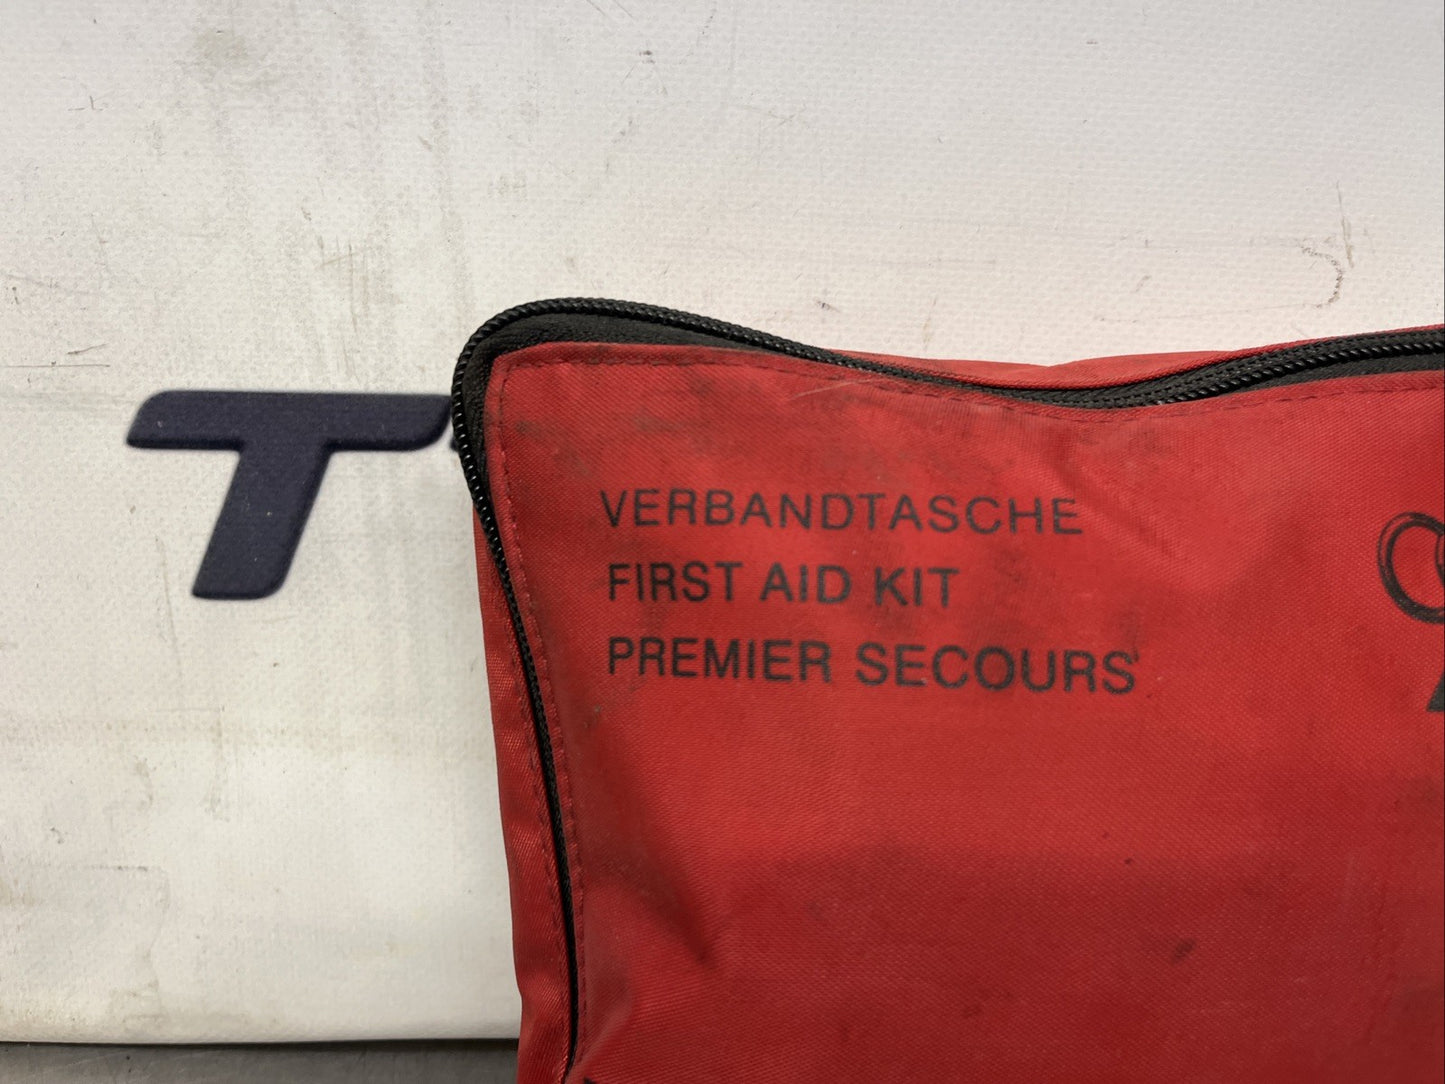 T
VERBANDTASCHE
FIRST AID KIT
PREMIER SECOURS